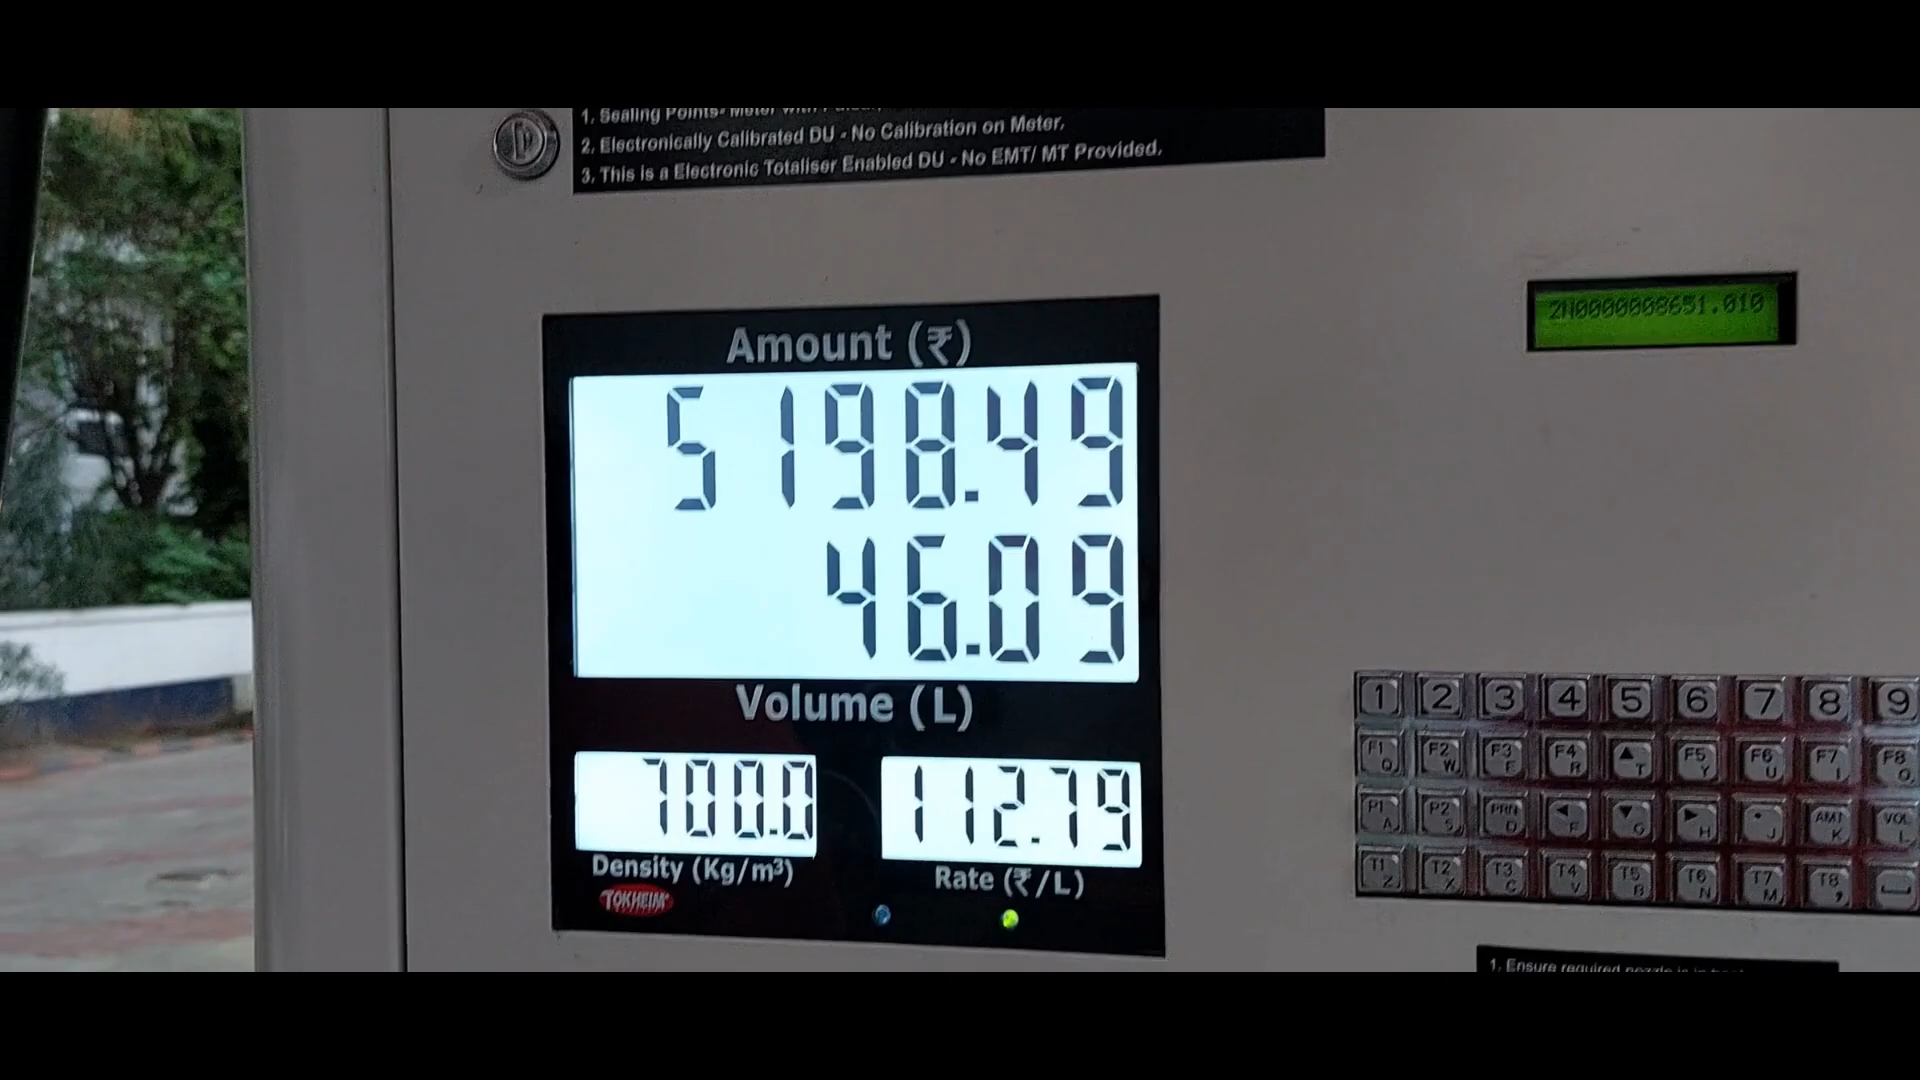 1. Sealing Points- Meter with
2. Electronically Calibrated DU - No Calibration on Meter.
3. This is a Electronic Totaliser Enabled DU - No EMT/ MT Provided.
2N0000008651.010
Amount (₹)
5198.49
46.09
Volume (L)
700.0
112.79
Density (Kg/m³)
Rate (₹/L)
TOKHEIM
1 2 3 4 5 6 7 8 9
F1 Q F2 W F3 E F4 R ▲ T F5 Y F6 U F7 I F8 O
P1 A P2 S PRN D ◄ F ▼ G ► H * J AMT K VOL L
T1 Z T2 X T3 C T4 V T5 B T6 N T7 M T8 ,
1. Ensure required nozzle is in